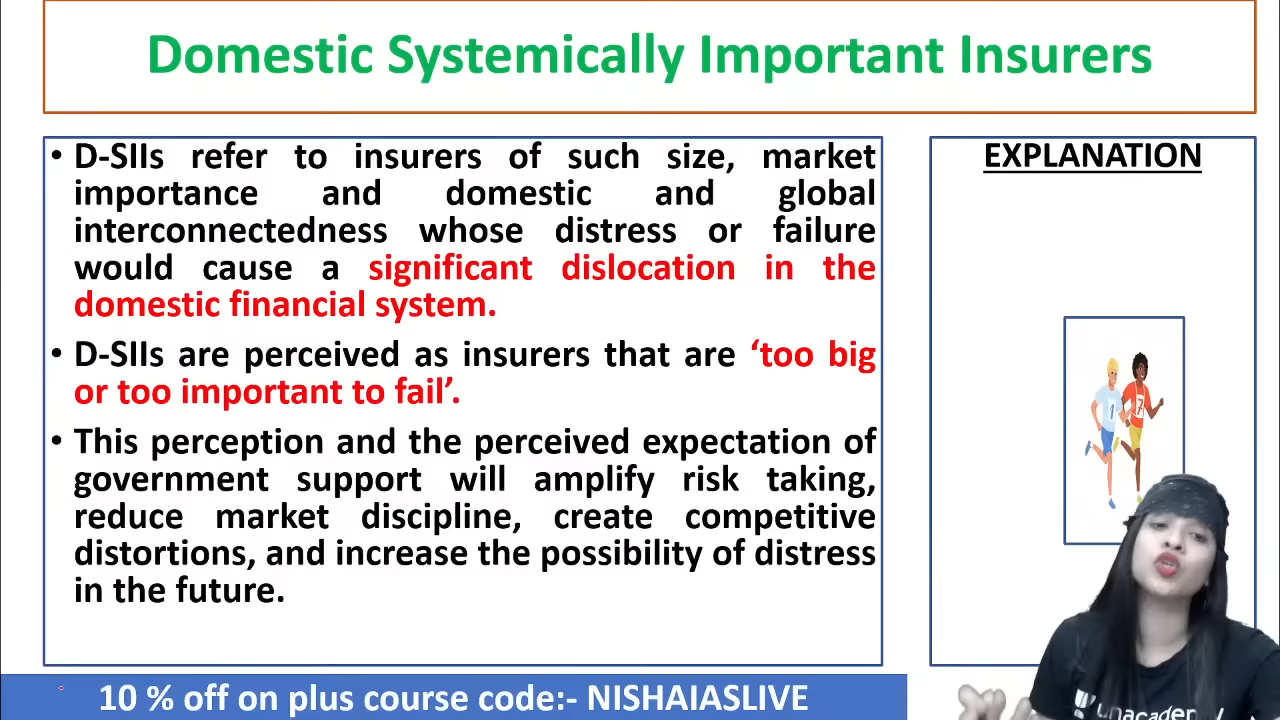 Domestic Systemically Important Insurers
• D-SIIs refer to insurers of such size, market
importance and domestic and global
interconnectedness whose distress or failure
would cause a significant dislocation in the
domestic financial system.
• D-SIIs are perceived as insurers that are ‘too big
or too important to fail’.
• This perception and the perceived expectation of
government support will amplify risk taking,
reduce market discipline, create competitive
distortions, and increase the possibility of distress
in the future.
EXPLANATION
1
7
10 % off on plus course code:- NISHAIASLIVE
unacademy